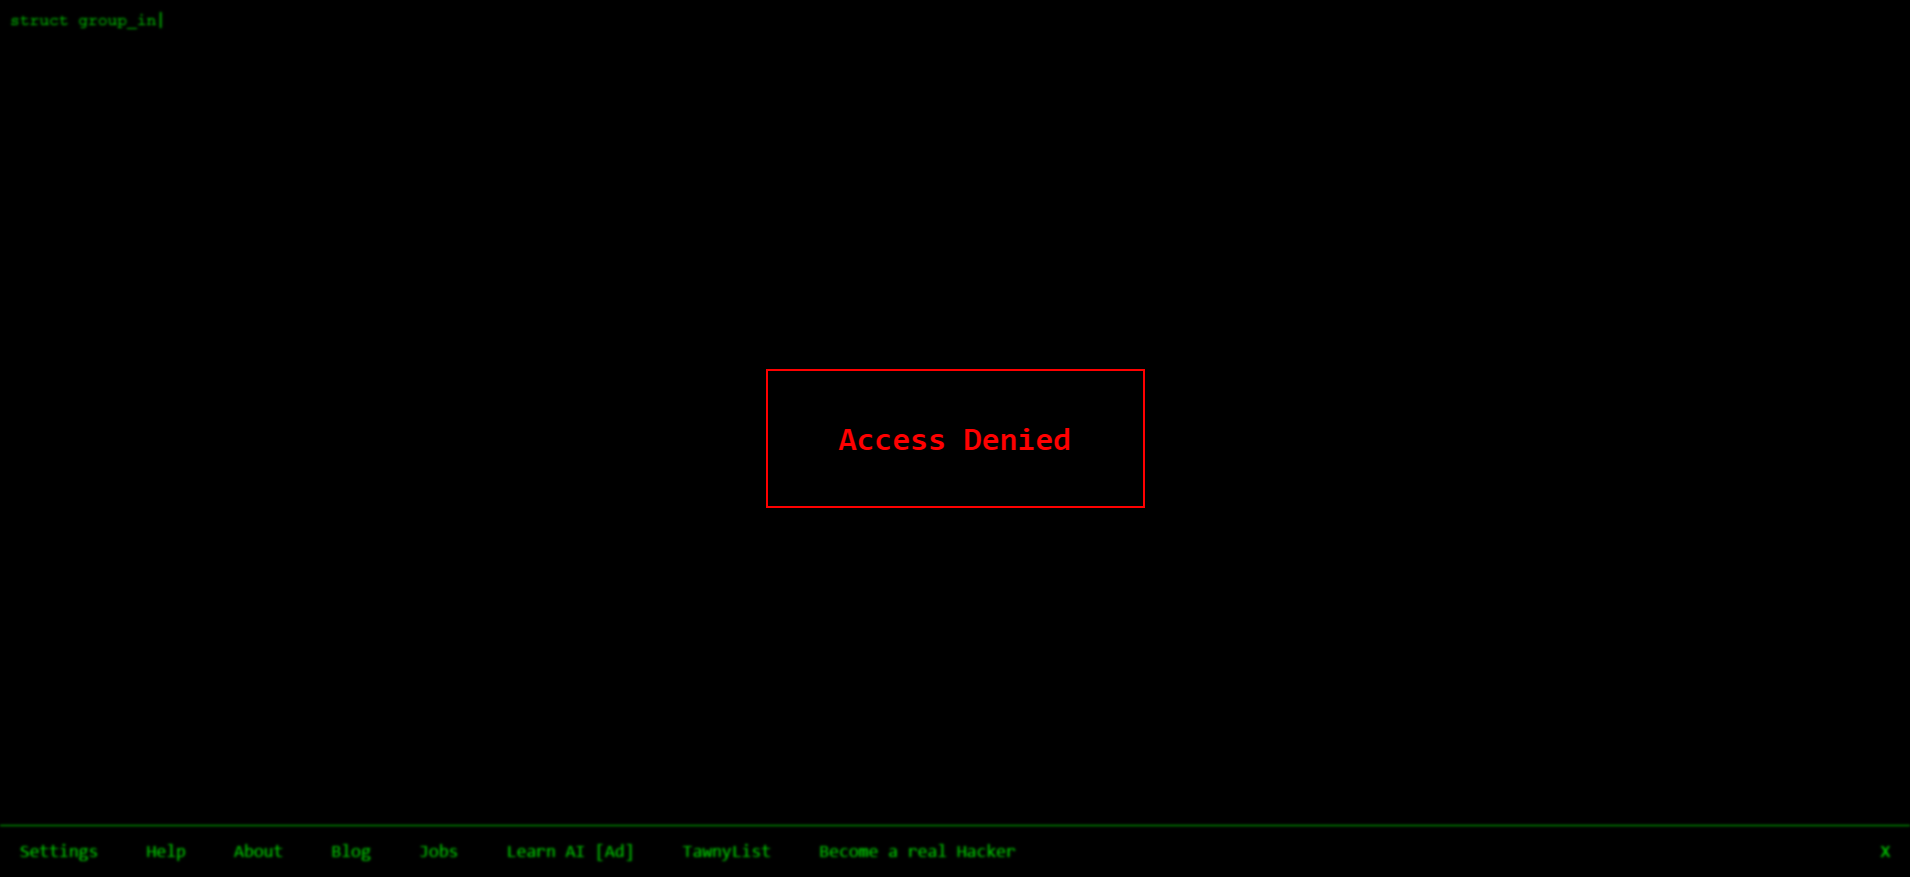 struct group_in|
Access Denied
Settings Help About Blog Jobs Learn AI [Ad] TawnyList Become a real Hacker X